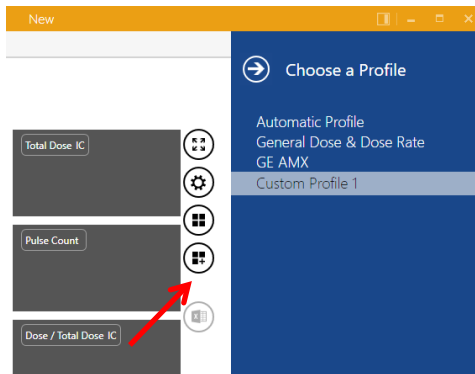 New
Choose a Profile
Automatic Profile
General Dose & Dose Rate
GE AMX
Custom Profile 1
Total Dose IC
Pulse Count
Dose / Total Dose IC